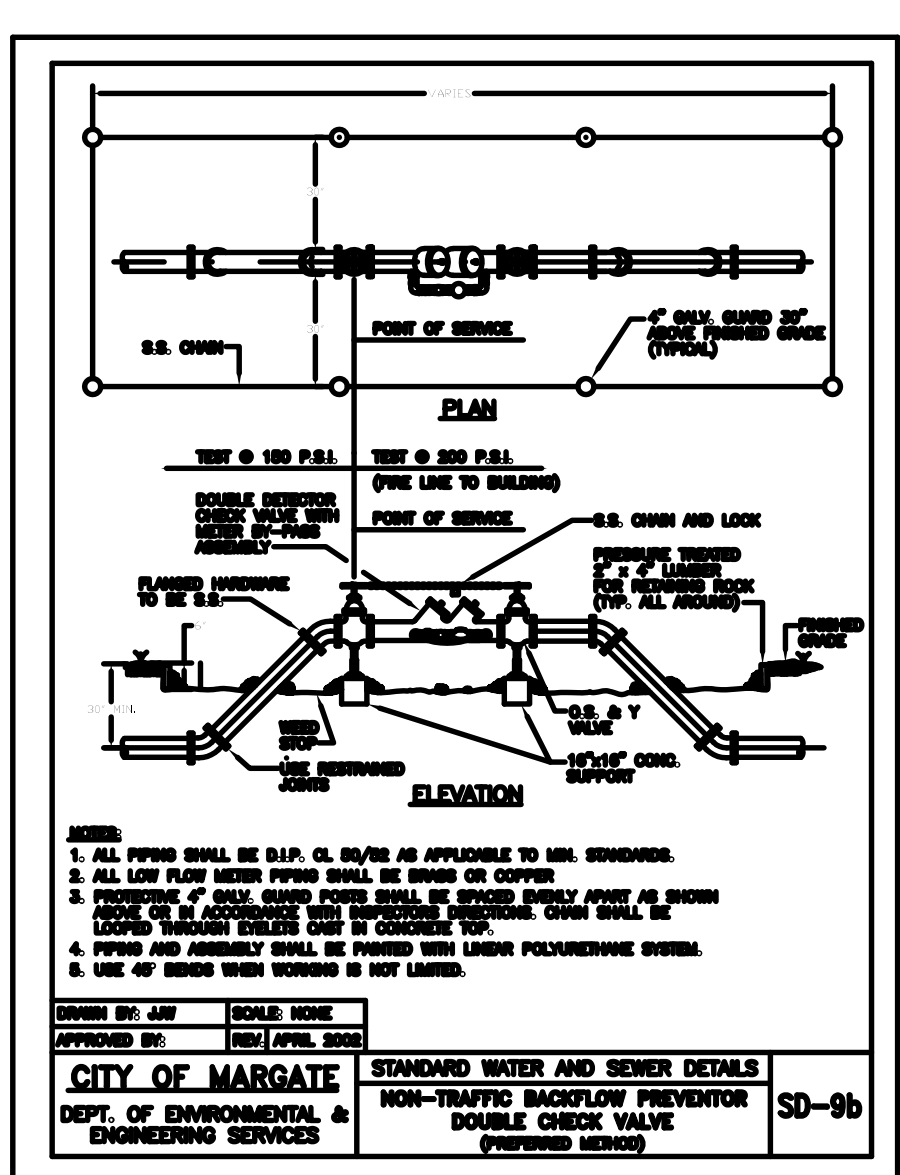 VARIES
30"
30"
POINT OF SERVICE
S.S. CHAIN
4" GALV. GUARD 30"
ABOVE FINISHED GRADE
(TYPICAL)
PLAN
TEST @ 150 P.S.I.
TEST @ 200 P.S.I.
(FIRE LINE TO BUILDING)
DOUBLE DETECTOR
CHECK VALVE WITH
METER BY-PASS
ASSEMBLY
POINT OF SERVICE
S.S. CHAIN AND LOCK
PRESSURE TREATED
2" x 4" LUMBER
FOR RETAINING ROCK
(TYP. ALL AROUND)
FLANGED HARDWARE
TO BE S.S.
6"
FINISHED
GRADE
30" MIN.
WEED
STOP
O.S. & Y
VALVE
USE RESTRAINED
JOINTS
16"x16" CONC.
SUPPORT
ELEVATION
NOTES:
1. ALL PIPING SHALL BE D.I.P. CL 50/52 AS APPLICABLE TO MIN. STANDARDS.
2. ALL LOW FLOW METER PIPING SHALL BE BRASS OR COPPER
3. PROTECTIVE 4" GALV. GUARD POSTS SHALL BE SPACED EVENLY APART AS SHOWN
ABOVE OR IN ACCORDANCE WITH INSPECTORS DIRECTIONS. CHAIN SHALL BE
LOOPED THROUGH EYELETS CAST IN CONCRETE TOP.
4. PIPING AND ASSEMBLY SHALL BE PAINTED WITH LINEAR POLYURETHANE SYSTEM.
5. USE 45° BENDS WHEN WORKING IS NOT LIMITED.
DRAWN BY: JJW
SCALE: NONE
APPROVED BY:
REV. APRIL 2002
CITY OF MARGATE
DEPT. OF ENVIRONMENTAL &
ENGINEERING SERVICES
STANDARD WATER AND SEWER DETAILS
NON-TRAFFIC BACKFLOW PREVENTOR
DOUBLE CHECK VALVE
(PREFERRED METHOD)
SD-9b